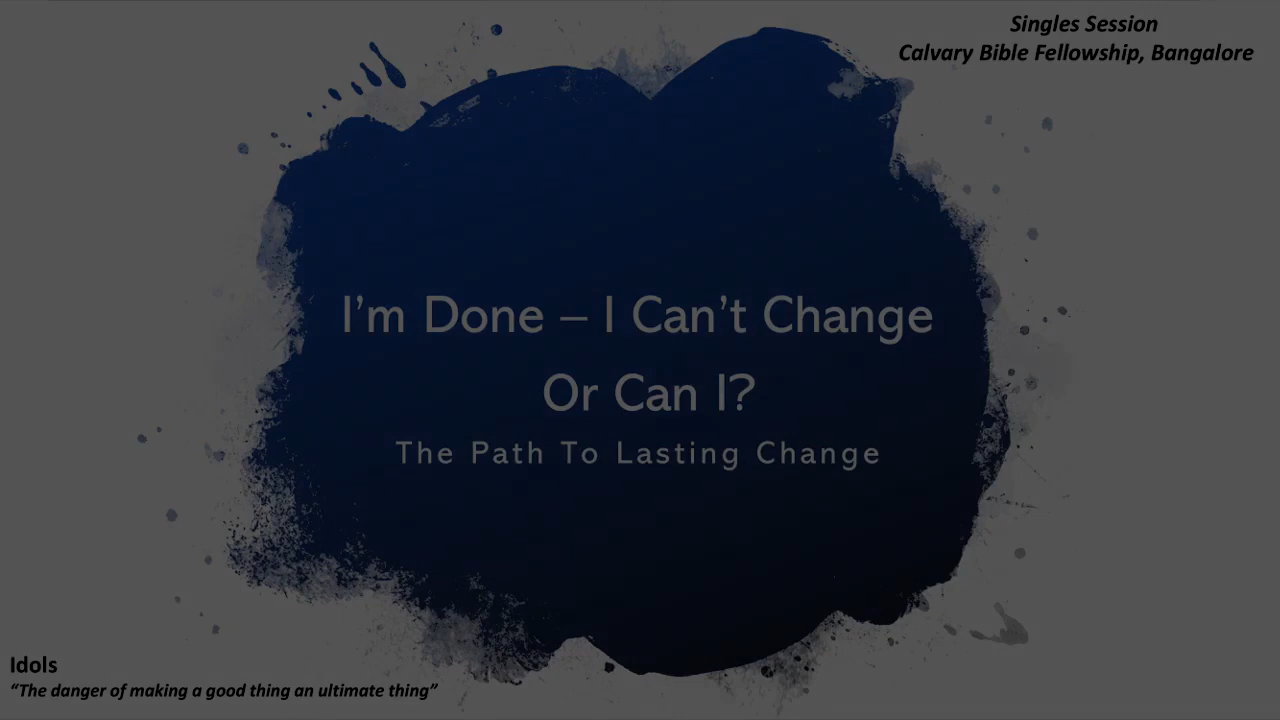 Singles Session
Calvary Bible Fellowship, Bangalore
I'm Done – I Can't Change
Or Can I?
The Path To Lasting Change
Idols
“The danger of making a good thing an ultimate thing”